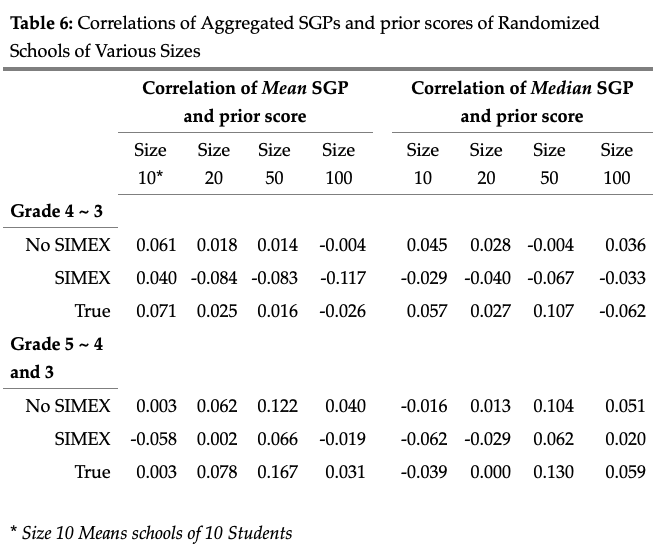 Table 6: Correlations of Aggregated SGPs and prior scores of Randomized
Schools of Various Sizes
Correlation of Mean SGP Correlation of Median SGP
and prior score and prior score
Size Size Size Size Size Size Size Size
10* 20 50 100 10 20 50 100
Grade 4 ~ 3
No SIMEX 0.061 0.018 0.014 -0.004 0.045 0.028 -0.004 0.036
SIMEX 0.040 -0.084 -0.083 -0.117 -0.029 -0.040 -0.067 -0.033
True 0.071 0.025 0.016 -0.026 0.057 0.027 0.107 -0.062
Grade 5 ~ 4
and 3
No SIMEX 0.003 0.062 0.122 0.040 -0.016 0.013 0.104 0.051
SIMEX -0.058 0.002 0.066 -0.019 -0.062 -0.029 0.062 0.020
True 0.003 0.078 0.167 0.031 -0.039 0.000 0.130 0.059
* Size 10 Means schools of 10 Students